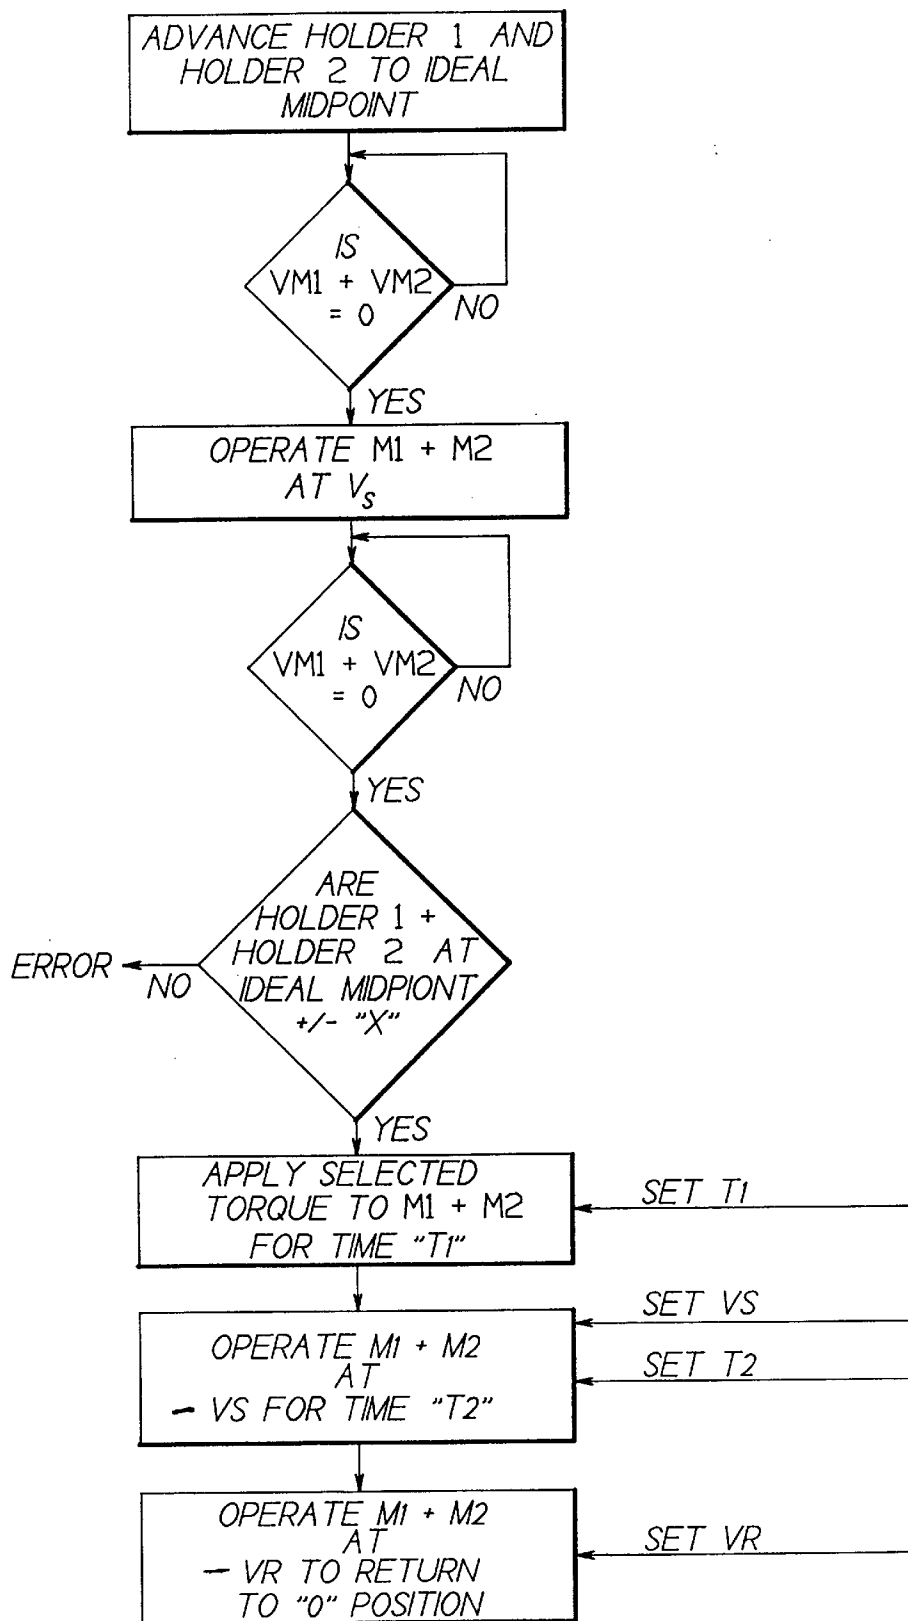 ADVANCE HOLDER 1 AND
HOLDER 2 TO IDEAL
MIDPOINT
IS
VM1 + VM2
= 0
NO
YES
OPERATE M1 + M2
AT Vs
IS
VM1 + VM2
= 0
NO
YES
ARE
HOLDER 1 +
HOLDER 2 AT
IDEAL MIDPIONT
+/- "X"
ERROR
NO
YES
APPLY SELECTED
TORQUE TO M1 + M2
FOR TIME "T1"
SET T1
OPERATE M1 + M2
AT
- VS FOR TIME "T2"
SET VS
SET T2
OPERATE M1 + M2
AT
- VR TO RETURN
TO "0" POSITION
SET VR